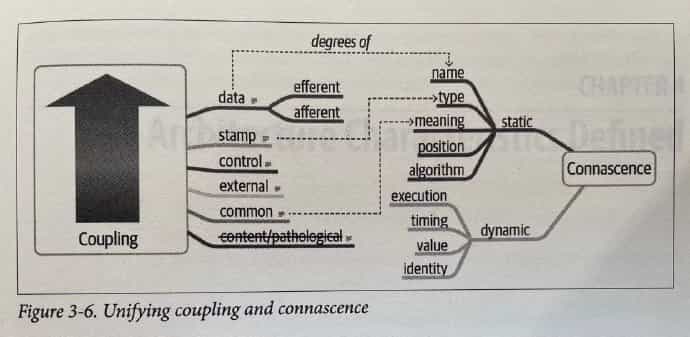 degrees of
data
efferent
afferent
stamp
control
external
common
content/pathological
Coupling
name
type
meaning
position
algorithm
static
execution
timing
value
identity
dynamic
Connascence
CHAPTER 4
Architecture Characteristics Defined
Figure 3-6. Unifying coupling and connascence